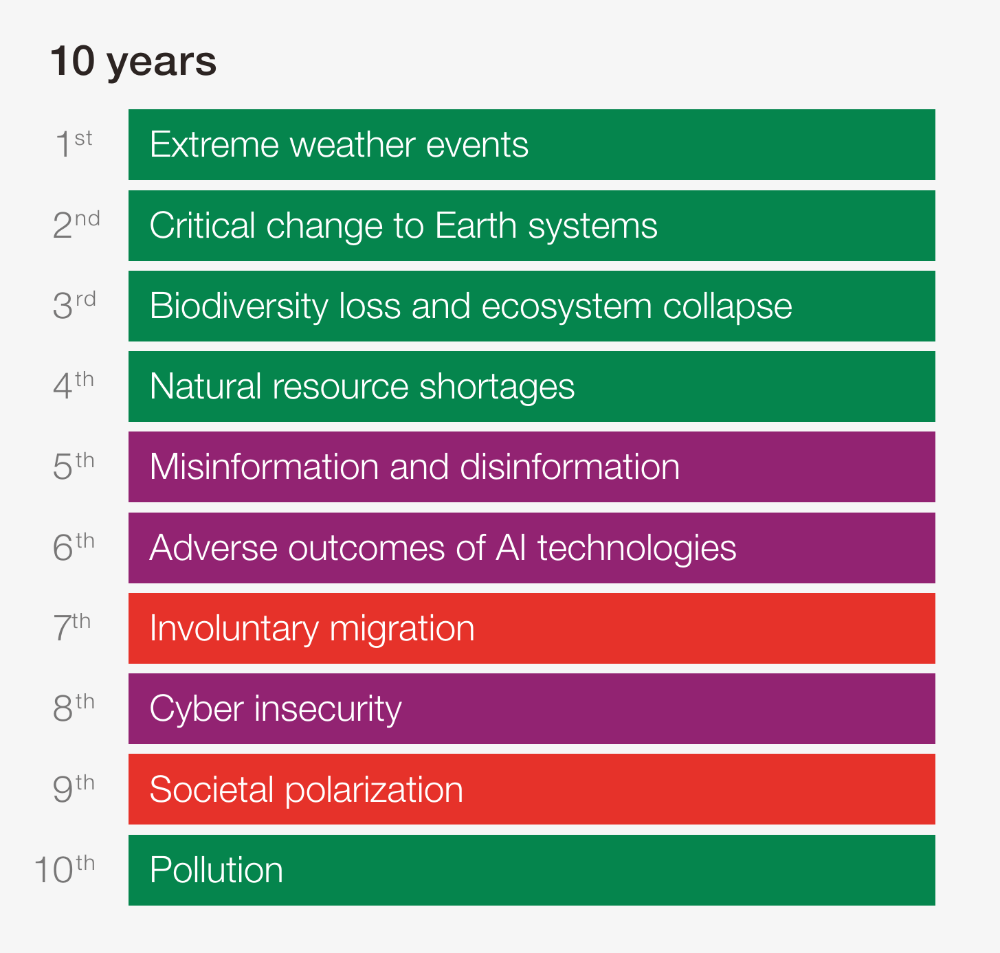 10 years
1st Extreme weather events
2nd Critical change to Earth systems
3rd Biodiversity loss and ecosystem collapse
4th Natural resource shortages
5th Misinformation and disinformation
6th Adverse outcomes of AI technologies
7th Involuntary migration
8th Cyber insecurity
9th Societal polarization
10th Pollution